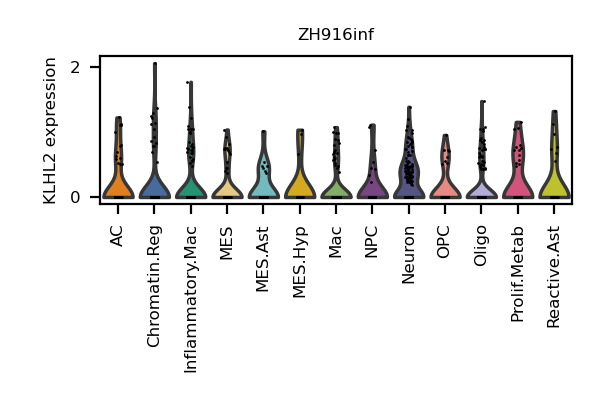 ZH916inf
KLHL2 expression
2
0
AC
Chromatin.Reg
Inflammatory.Mac
MES
MES.Ast
MES.Hyp
Mac
NPC
Neuron
OPC
Oligo
Prolif.Metab
Reactive.Ast